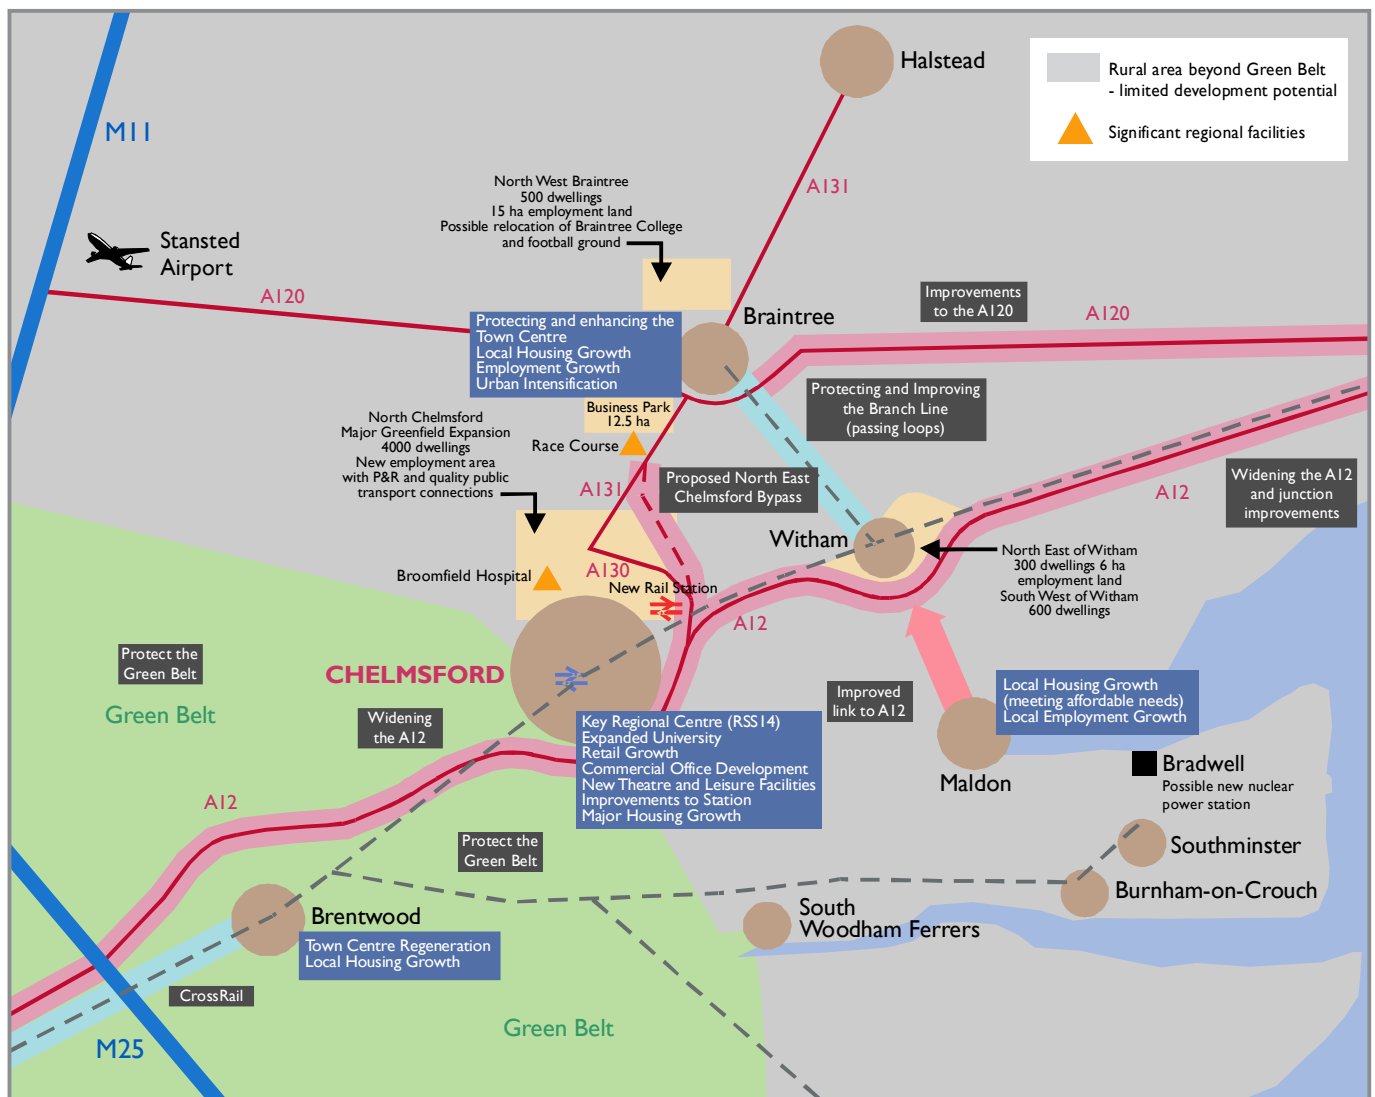 Halstead
Rural area beyond Green Belt
- limited development potential
Significant regional facilities
M11
A131
North West Braintree
500 dwellings
15 ha employment land
Possible relocation of Braintree College
and football ground
Stansted
Airport
A120
Improvements
to the A120
Braintree
A120
Protecting and enhancing the
Town Centre
Local Housing Growth
Employment Growth
Urban Intensification
Protecting and Improving
the Branch Line
(passing loops)
Business Park
12.5 ha
Race Course
North Chelmsford
Major Greenfield Expansion
4000 dwellings
New employment area
with P&R and quality public
transport connections
A131
Proposed North East
Chelmsford Bypass
Widening the A12
and junction
improvements
A12
Witham
North East of Witham
300 dwellings 6 ha
employment land
South West of Witham
600 dwellings
Broomfield Hospital
A130
New Rail Station
A12
Protect the
Green Belt
Green Belt
CHELMSFORD
Widening
the A12
Improved
link to A12
Local Housing Growth
(meeting affordable needs)
Local Employment Growth
Key Regional Centre (RSS14)
Expanded University
Retail Growth
Commercial Office Development
New Theatre and Leisure Facilities
Improvements to Station
Major Housing Growth
Maldon
Bradwell
Possible new nuclear
power station
A12
Protect the
Green Belt
Southminster
Burnham-on-Crouch
Brentwood
South
Woodham Ferrers
Town Centre Regeneration
Local Housing Growth
CrossRail
Green Belt
M25